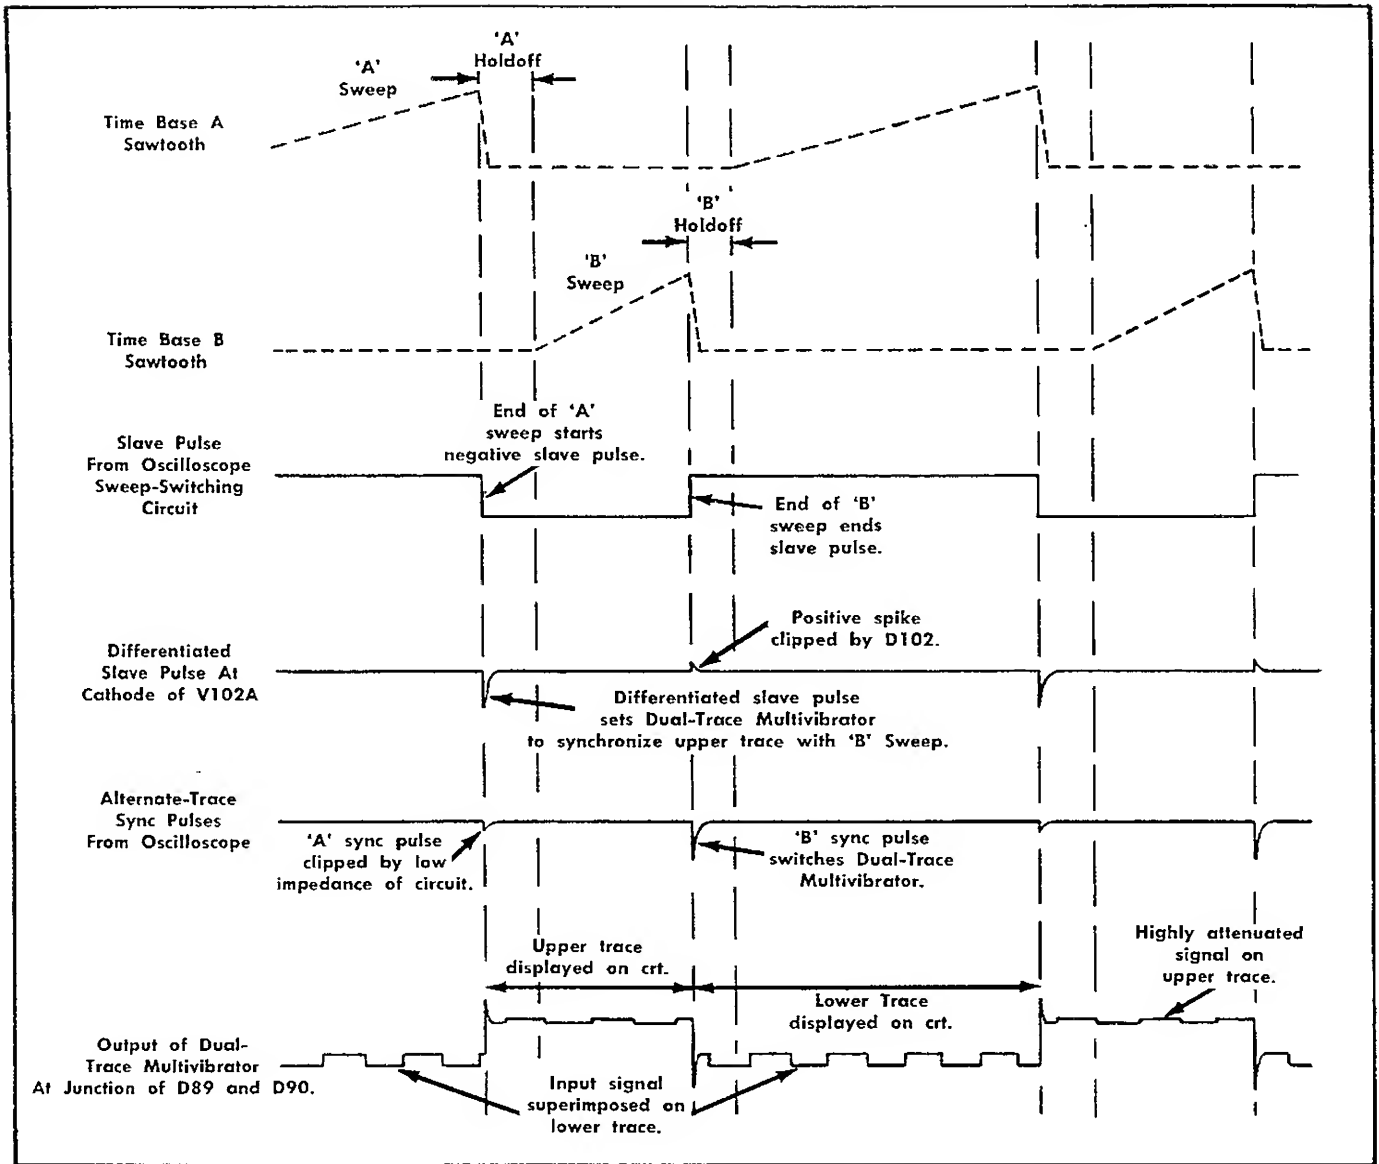 'A'
Holdoff
'A'
Sweep
Time Base A
Sawtooth
'B'
Holdoff
'B'
Sweep
Time Base B
Sawtooth
End of 'A'
sweep starts
negative slave pulse.
Slave Pulse
From Oscilloscope
Sweep-Switching
Circuit
End of 'B'
sweep ends
slave pulse.
Positive spike
clipped by D102.
Differentiated
Slave Pulse At
Cathode of V102A
Differentiated slave pulse
sets Dual-Trace Multivibrator
to synchronize upper trace with 'B' Sweep.
Alternate-Trace
Sync Pulses
From Oscilloscope
'A' sync pulse
clipped by low
impedance of circuit.
'B' sync pulse
switches Dual-Trace
Multivibrator.
Upper trace
displayed on crt.
Lower Trace
displayed on crt.
Highly attenuated
signal on
upper trace.
Output of Dual-
Trace Multivibrator
At Junction of D89 and D90.
Input signal
superimposed on
lower trace.